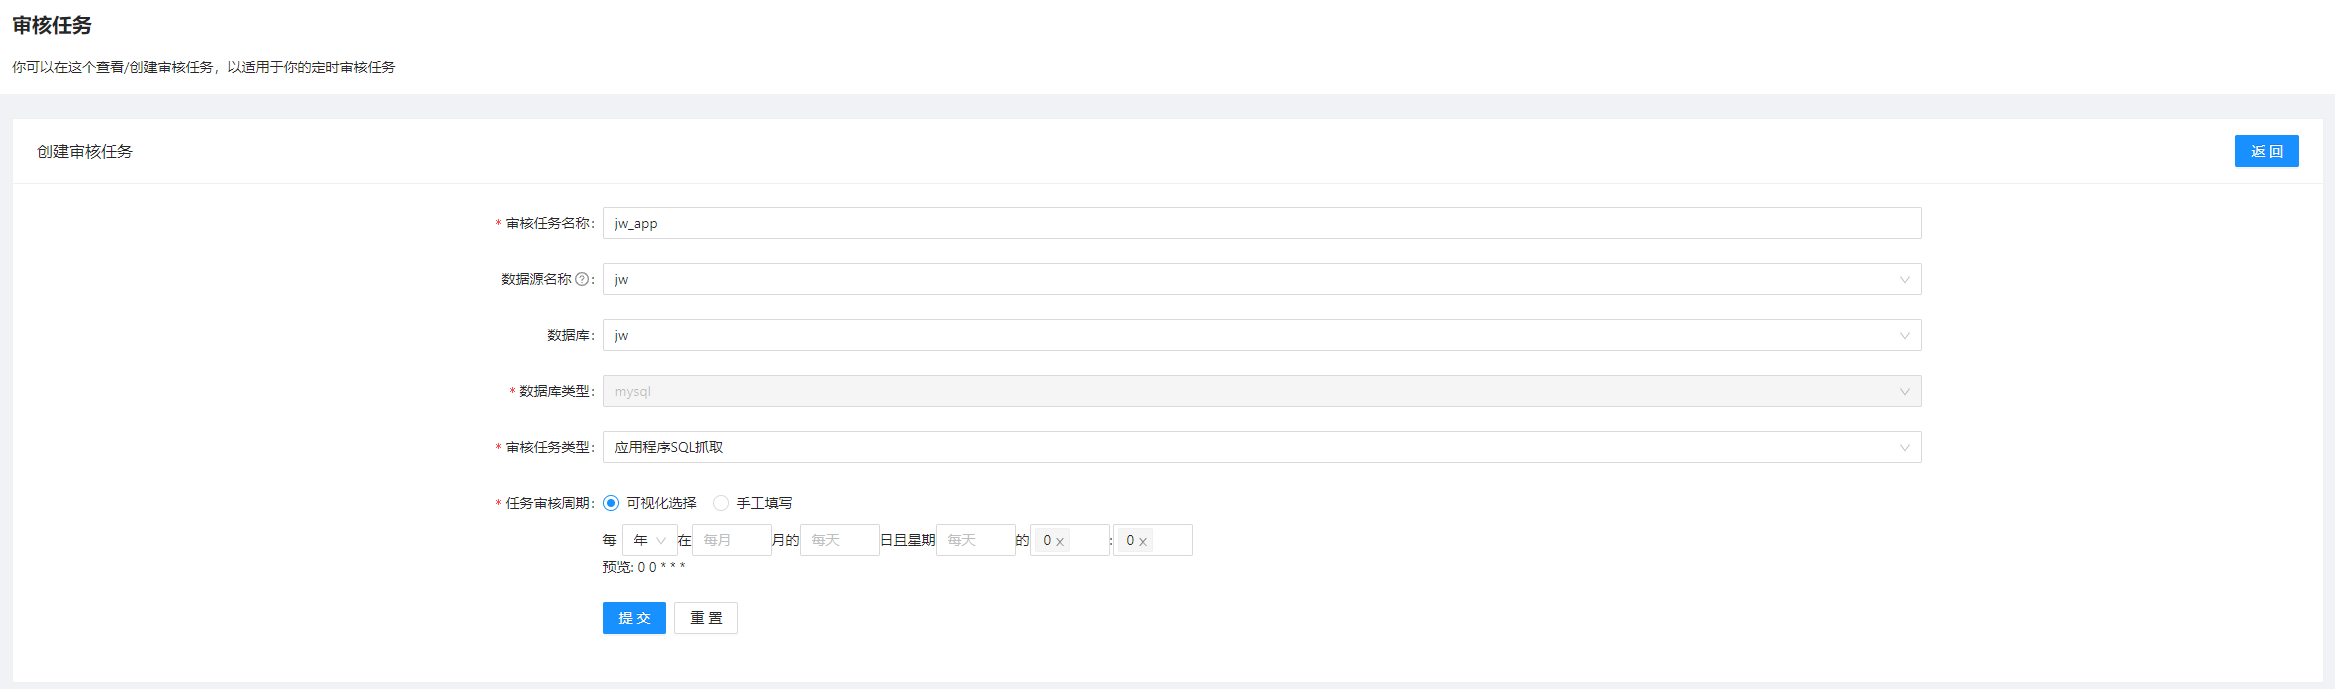 审核任务
你可以在这个查看/创建审核任务，以适用于你的定时审核任务
创建审核任务
返 回
* 审核任务名称: jw_app
数据源名称 ?: jw
数据库: jw
* 数据库类型: mysql
* 审核任务类型: 应用程序SQL抓取
* 任务审核周期: 可视化选择 手工填写
每 年 在 每月 月的 每天 日且星期 每天 的 0 x : 0 x
预览: 0 0 * * *
提 交 重 置